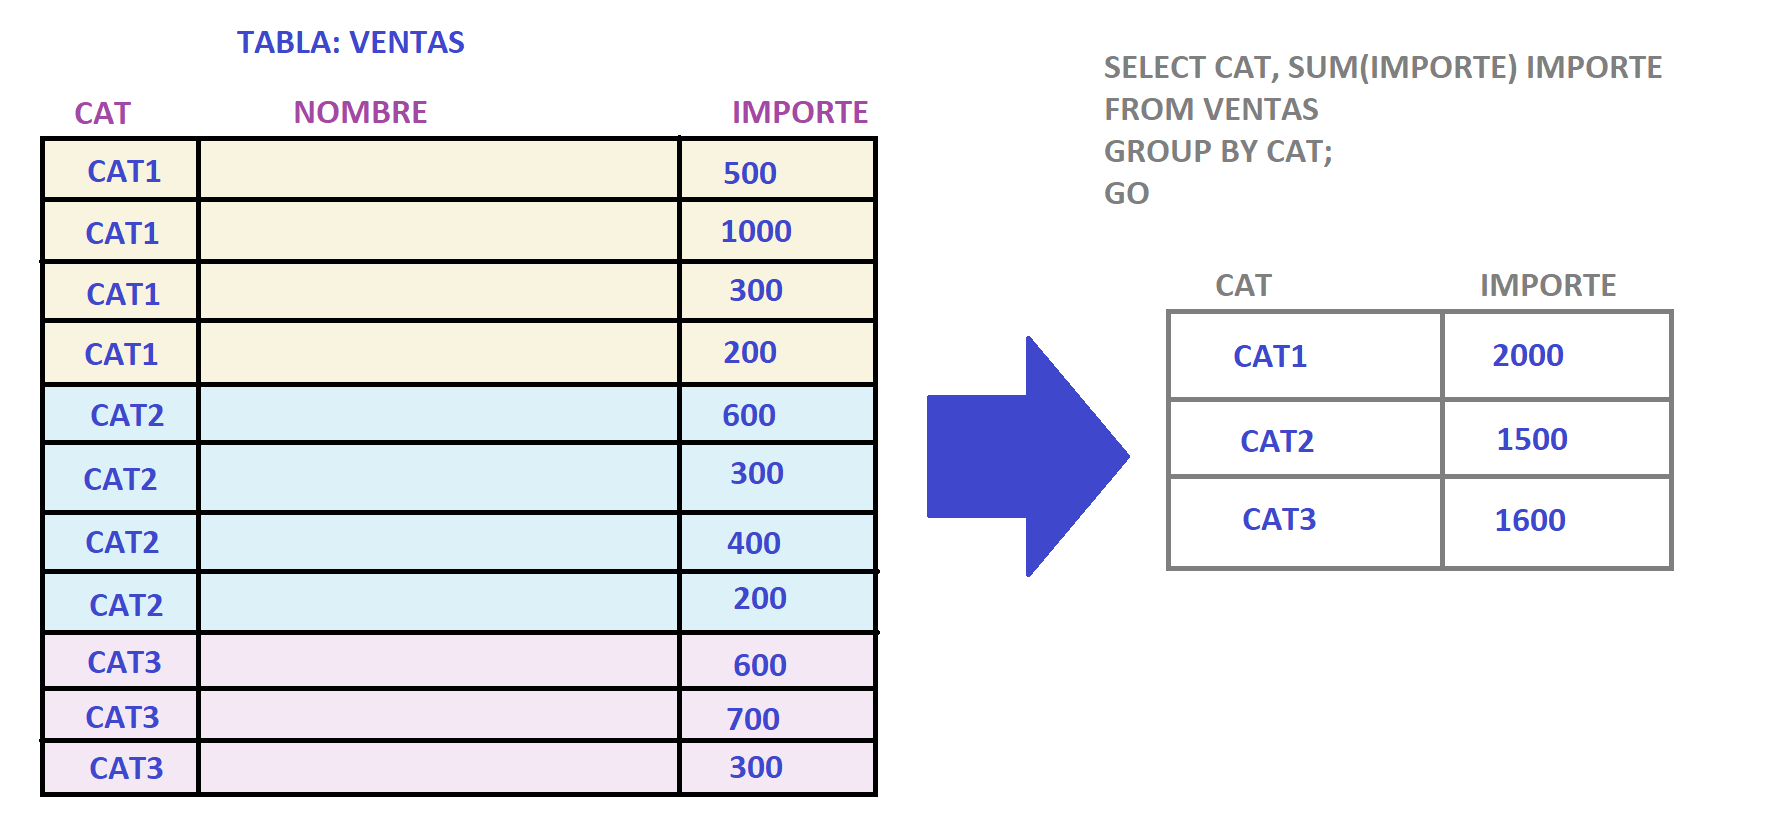 TABLA: VENTAS
CAT NOMBRE IMPORTE
CAT1 500
CAT1 1000
CAT1 300
CAT1 200
CAT2 600
CAT2 300
CAT2 400
CAT2 200
CAT3 600
CAT3 700
CAT3 300
SELECT CAT, SUM(IMPORTE) IMPORTE
FROM VENTAS
GROUP BY CAT;
GO
CAT IMPORTE
CAT1 2000
CAT2 1500
CAT3 1600